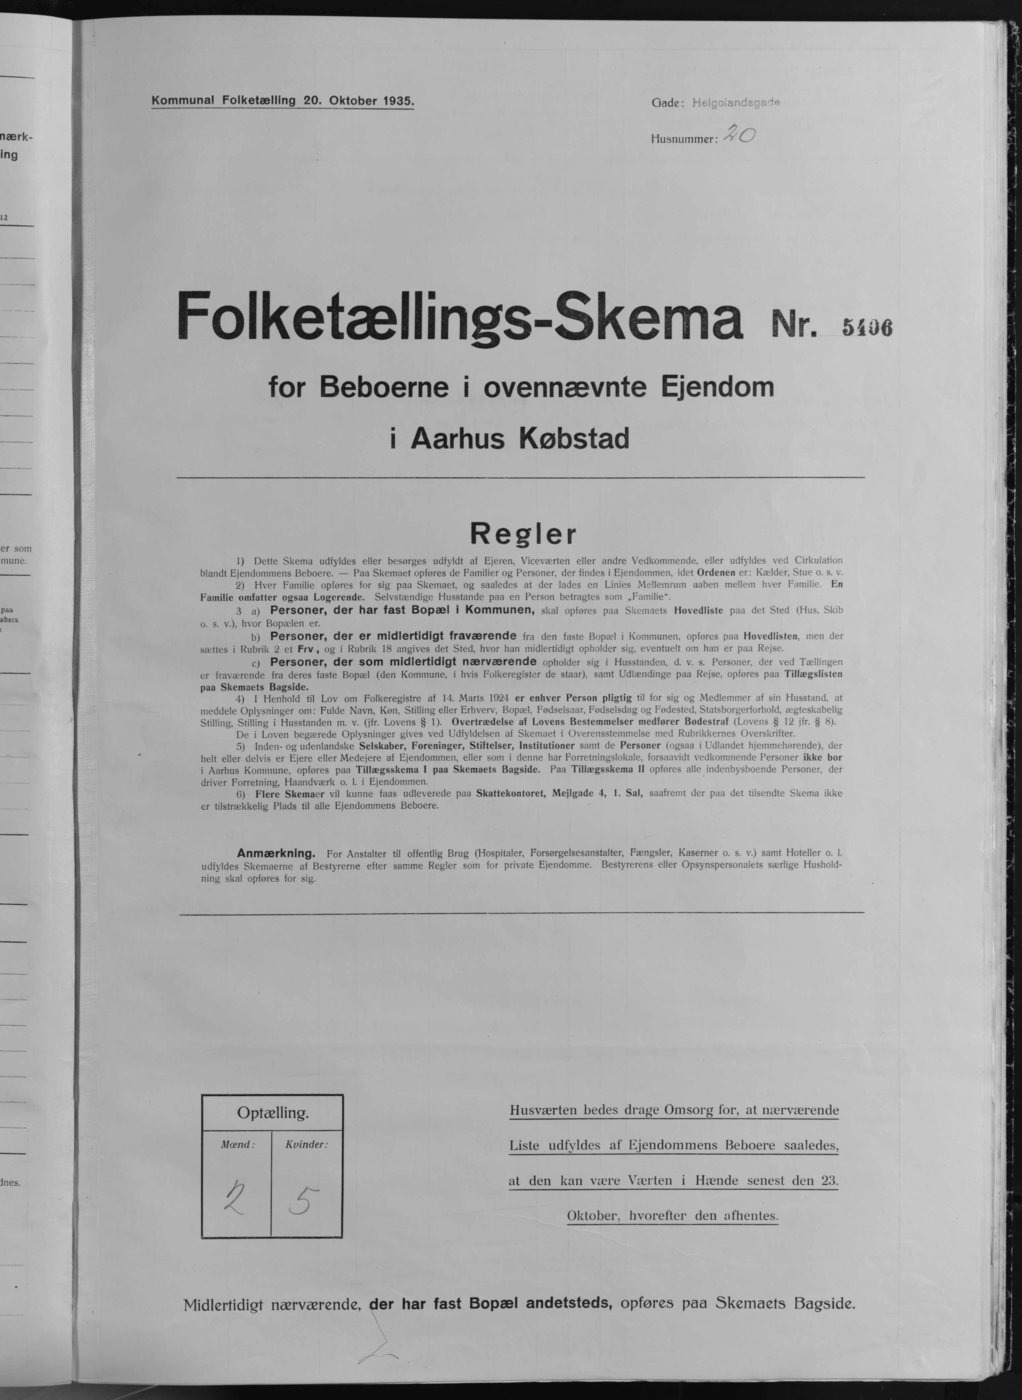 nærk-
ing
12
er som
mune.
paa
abers
dnes.
Kommunal Folketælling 20. Oktober 1935.
Gade: Helgolandsgade
Husnummer: 20
Folketællings-Skema Nr. 5406
for Beboerne i ovennævnte Ejendom
i Aarhus Købstad
Regler
1) Dette Skema udfyldes eller besørges udfyldt af Ejeren, Viceværten eller andre Vedkommende, eller udfyldes ved Cirkulation
blandt Ejendommens Beboere. — Paa Skemaet opføres de Familier og Personer, der findes i Ejendommen, idet Ordenen er: Kælder, Stue o. s. v.
2) Hver Familie opføres for sig paa Skemaet, og saaledes at der lades en Linies Mellemrum aaben mellem hver Familie. En
Familie omfatter ogsaa Logerende. Selvstændige Husstande paa en Person betragtes som „Familie".
3 a) Personer, der har fast Bopæl i Kommunen, skal opføres paa Skemaets Hovedliste paa det Sted (Hus, Skib
o. s. v.), hvor Bopælen er.
b) Personer, der er midlertidigt fraværende fra den faste Bopæl i Kommunen, opføres paa Hovedlisten, men der
sættes i Rubrik 2 et Frv., og i Rubrik 18 angives det Sted, hvor han midlertidigt opholder sig, eventuelt om han er paa Rejse.
c) Personer, der som midlertidigt nærværende opholder sig i Husstanden, d. v. s. Personer, der ved Tællingen
er fraværende fra deres faste Bopæl (den Kommune, i hvis Folkeregister de staar), samt Udlændinge paa Rejse, opføres paa Tillægslisten
paa Skemaets Bagside.
4) I Henhold til Lov om Folkeregistre af 14. Marts 1924 er enhver Person pligtig til for sig og Medlemmer af sin Husstand, at
meddele Oplysninger om: Fulde Navn, Køn, Stilling eller Erhverv, Bopæl, Fødselsaar, Fødselsdag og Fødested, Statsborgerforhold, ægteskabelig
Stilling, Stilling i Husstanden m. v. (jfr. Lovens § 1). Overtrædelse af Lovens Bestemmelser medfører Bødestraf (Lovens § 12 jfr. § 8).
De i Loven begærede Oplysninger gives ved Udfyldelsen af Skemaet i Overensstemmelse med Rubrikkernes Overskrifter.
5) Inden- og udenlandske Selskaber, Foreninger, Stiftelser, Institutioner samt de Personer (ogsaa i Udlandet hjemmehørende), der
helt eller delvis er Ejere eller Medejere af Ejendommen, eller som i denne har Forretningslokale, forsaavidt vedkommende Personer ikke bor
i Aarhus Kommune, opføres paa Tillægsskema I paa Skemaets Bagside. Paa Tillægsskema II opføres alle indenbysboende Personer, der
driver Forretning, Haandværk o. l. i Ejendommen.
6) Flere Skemaer vil kunne faas udleverede paa Skattekontoret, Mejlgade 4, 1. Sal, saafremt der paa det tilsendte Skema ikke
er tilstrækkelig Plads til alle Ejendommens Beboere.
Anmærkning. For Anstalter til offentlig Brug (Hospitaler, Forsørgelsesanstalter, Fængsler, Kaserner o. s. v.) samt Hoteller o. l.
udfyldes Skemaerne af Bestyrerne efter samme Regler som for private Ejendomme. Bestyrerens eller Opsynspersonalets særlige Hushold-
ning skal opføres for sig.
Optælling.
Mænd: Kvinder:
2 5
Husværten bedes drage Omsorg for, at nærværende
Liste udfyldes af Ejendommens Beboere saaledes,
at den kan være Værten i Hænde senest den 23.
Oktober, hvorefter den afhentes.
Midlertidigt nærværende, der har fast Bopæl andetsteds, opføres paa Skemaets Bagside.
2